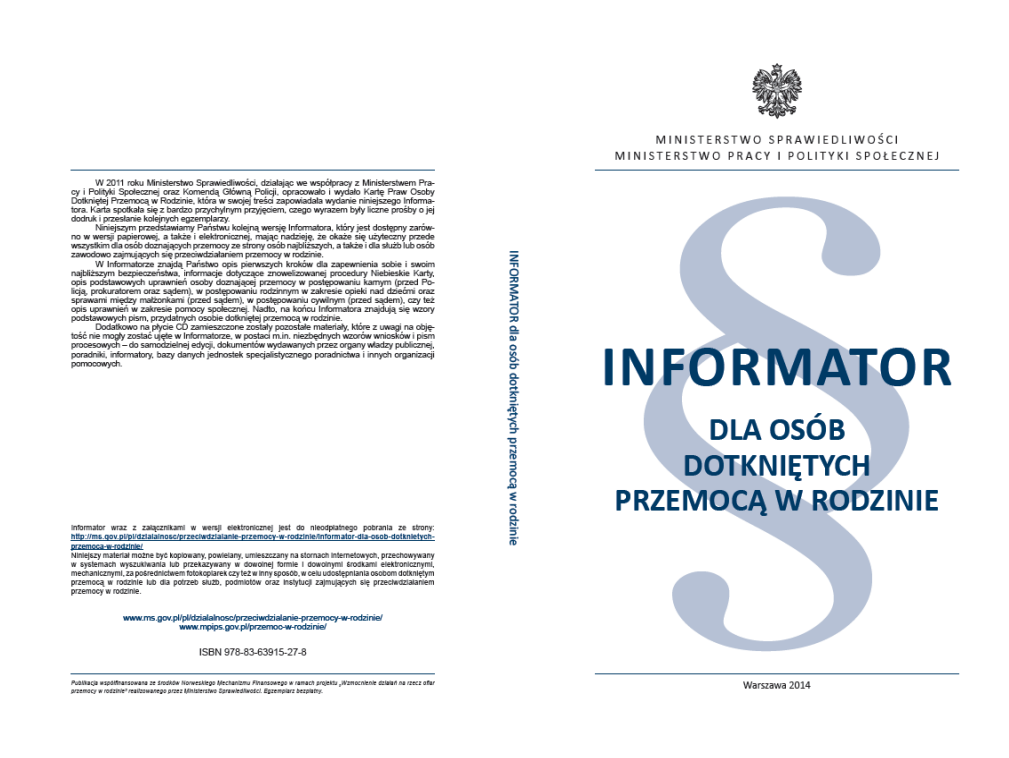 W 2011 roku Ministerstwo Sprawiedliwości, działając we współpracy z Ministerstwem Pra-
cy i Polityki Społecznej oraz Komendą Główną Policji, opracowało i wydało Kartę Praw Osoby
Dotkniętej Przemocą w Rodzinie, która w swojej treści zapowiadała wydanie niniejszego Informa-
tora. Karta spotkała się z bardzo przychylnym przyjęciem, czego wyrazem były liczne prośby o jej
dodruk i przesłanie kolejnych egzemplarzy.
Niniejszym przedstawiamy Państwu kolejną wersję Informatora, który jest dostępny zarów-
no w wersji papierowej, a także i elektronicznej, mając nadzieję, że okaże się użyteczny przede
wszystkim dla osób doznających przemocy ze strony osób najbliższych, a także i dla służb lub osób
zawodowo zajmujących się przeciwdziałaniem przemocy w rodzinie.
W Informatorze znajdą Państwo opis pierwszych kroków dla zapewnienia sobie i swoim
najbliższym bezpieczeństwa, informacje dotyczące znowelizowanej procedury Niebieskie Karty,
opis podstawowych uprawnień osoby doznającej przemocy w postępowaniu karnym (przed Po-
licją, prokuratorem oraz sądem), w postępowaniu rodzinnym w zakresie opieki nad dziećmi oraz
sprawami między małżonkami (przed sądem), w postępowaniu cywilnym (przed sądem), czy też
opis uprawnień w zakresie pomocy społecznej. Nadto, na końcu Informatora znajdują się wzory
podstawowych pism, przydatnych osobie dotkniętej przemocą w rodzinie.
Dodatkowo na płycie CD zamieszczone zostały pozostałe materiały, które z uwagi na obję-
tość nie mogły zostać ujęte w Informatorze, w postaci m.in. niezbędnych wzorów wniosków i pism
procesowych – do samodzielnej edycji, dokumentów wydawanych przez organy władzy publicznej,
poradniki, informatory, bazy danych jednostek specjalistycznego poradnictwa i innych organizacji
pomocowych.
Informator wraz z załącznikami w wersji elektronicznej jest do nieodpłatnego pobrania ze strony:
http://ms.gov.pl/pl/dzialalnosc/przeciwdzialanie-przemocy-w-rodzinie/informator-dla-osob-dotknietych-
przemoca-w-rodzinie/
Niniejszy materiał możne być kopiowany, powielany, umieszczany na stornach internetowych, przechowywany
w systemach wyszukiwania lub przekazywany w dowolnej formie i dowolnymi środkami elektronicznymi,
mechanicznymi, za pośrednictwem fotokopiarek czy też w inny sposób, w celu udostępniania osobom dotkniętym
przemocą w rodzinie lub dla potrzeb służb, podmiotów oraz instytucji zajmujących się przeciwdziałaniem
przemocy w rodzinie.
www.ms.gov.pl/pl/dzialalnosc/przeciwdzialanie-przemocy-w-rodzinie/
www.mpips.gov.pl/przemoc-w-rodzinie/
ISBN 978-83-63915-27-8
Publikacja współfinansowana ze środków Norweskiego Mechanizmu Finansowego w ramach projektu „Wzmocnienie działań na rzecz ofiar
przemocy w rodzinie" realizowanego przez Ministerstwo Sprawiedliwości. Egzemplarz bezpłatny.
INFORMATOR dla osób dotkniętych przemocą w rodzinie
MINISTERSTWO SPRAWIEDLIWOŚCI
MINISTERSTWO PRACY I POLITYKI SPOŁECZNEJ
§
INFORMATOR
DLA OSÓB
DOTKNIĘTYCH
PRZEMOCĄ W RODZINIE
Warszawa 2014